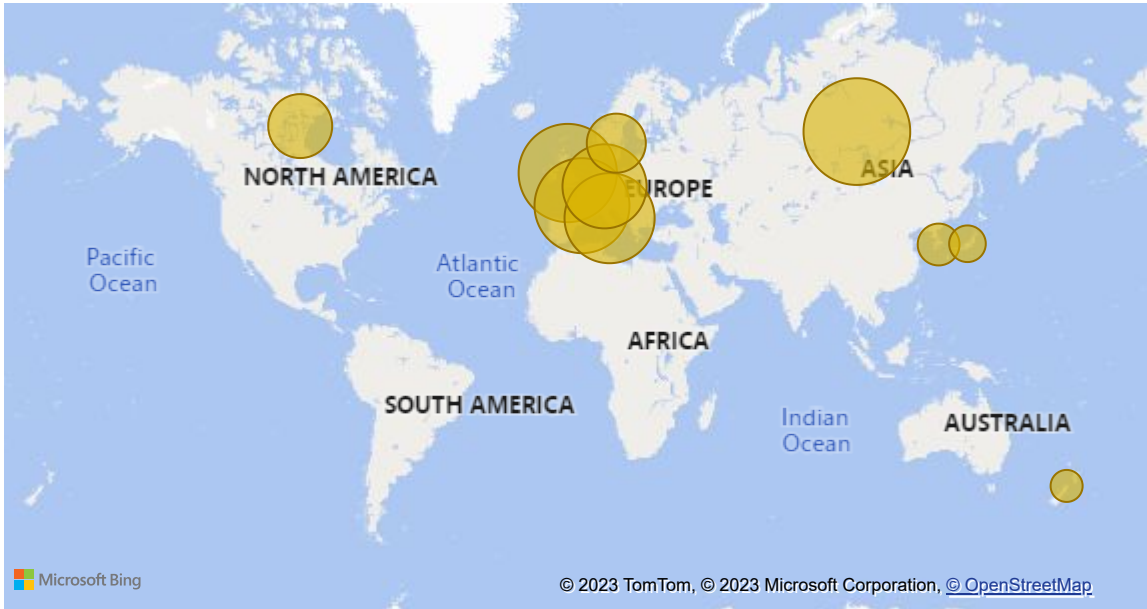 NORTH AMERICA
EUROPE
ASIA
Pacific
Ocean
Atlantic
Ocean
AFRICA
SOUTH AMERICA
Indian
Ocean
AUSTRALIA
Microsoft Bing
© 2023 TomTom, © 2023 Microsoft Corporation, © OpenStreetMap